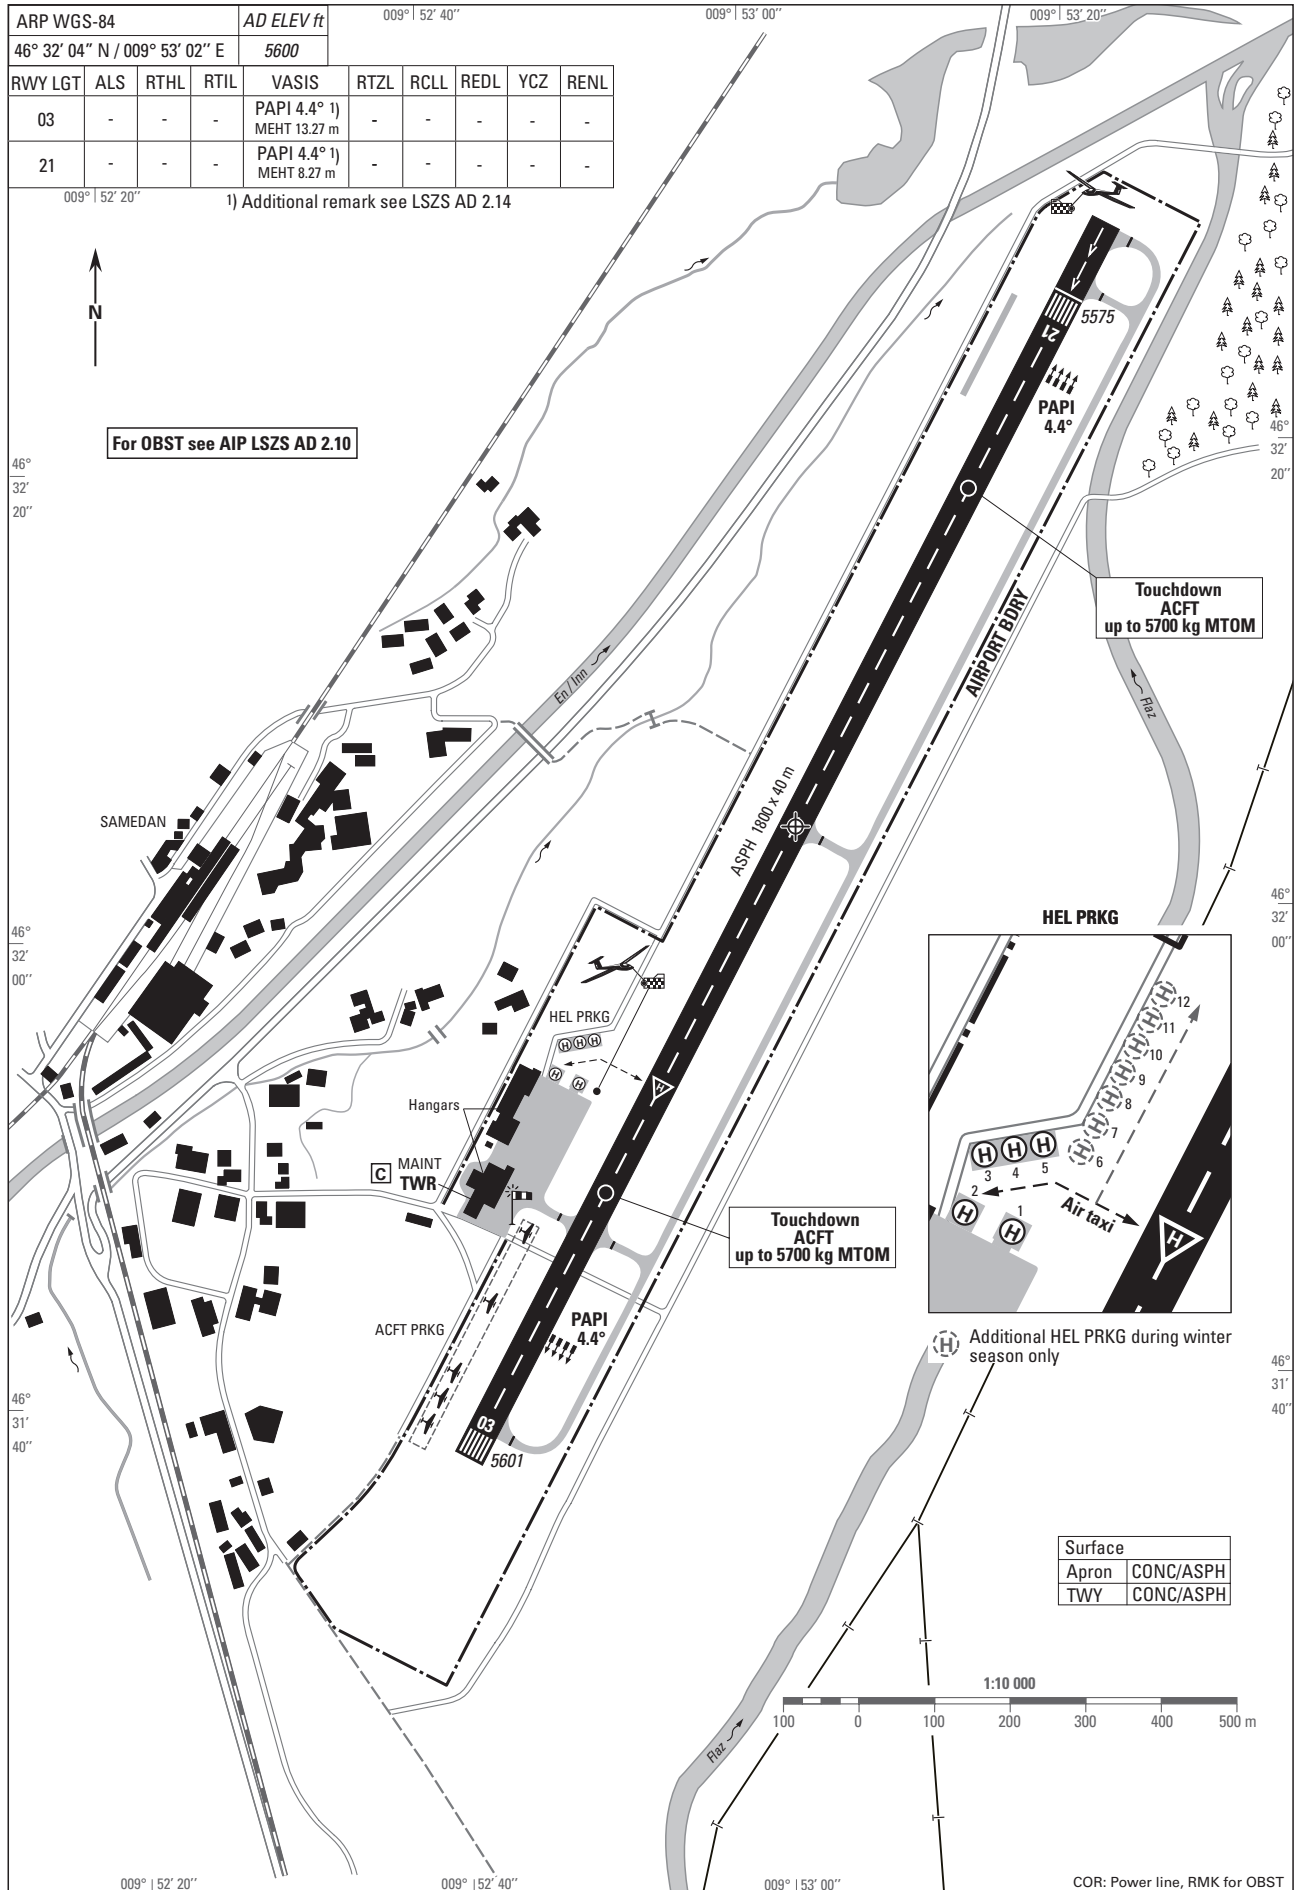 ARP WGS-84 AD ELEV ft
46° 32′ 04″ N / 009° 53′ 02″ E 5600
009° 52′ 40″ 009° 53′ 00″ 009° 53′ 20″
RWY LGT ALS RTHL RTIL VASIS RTZL RCLL REDL YCZ RENL
03 - - - PAPI 4.4° 1) - - - - -
MEHT 13.27 m
21 - - - PAPI 4.4° 1) - - - - -
MEHT 8.27 m
009° 52′ 20″
1) Additional remark see LSZS AD 2.14
N
5575
21
PAPI
4.4°
For OBST see AIP LSZS AD 2.10
46°
32′
20″
46°
32′
20″
Touchdown
ACFT
up to 5700 kg MTOM
AIRPORT BDRY
En / Inn
Flaz
ASPH 1800 x 40 m
SAMEDAN
46°
32′
00″
46°
32′
00″
HEL PRKG
HEL PRKG
H H H
H H
H
Hangars
C MAINT
TWR
12
11
10
9
8
7
6
H H H H H H H
H H H
3 4 5
2 1
H H
Air taxi
H
Touchdown
ACFT
up to 5700 kg MTOM
PAPI
4.4°
ACFT PRKG
H Additional HEL PRKG during winter
season only
46°
31′
40″
46°
31′
40″
03
5601
Surface
Apron CONC/ASPH
TWY CONC/ASPH
1:10 000
100 0 100 200 300 400 500 m
Flaz
009° 52′ 20″ 009° 52′ 40″ 009° 53′ 00″
COR: Power line, RMK for OBST